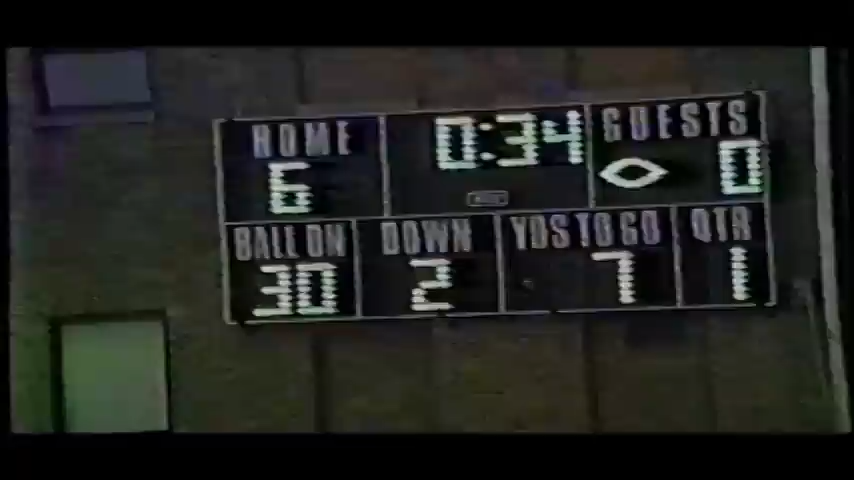 HOME 0:34 GUESTS
6 0
BALL ON DOWN YDS TO GO QTR
30 2 7 1